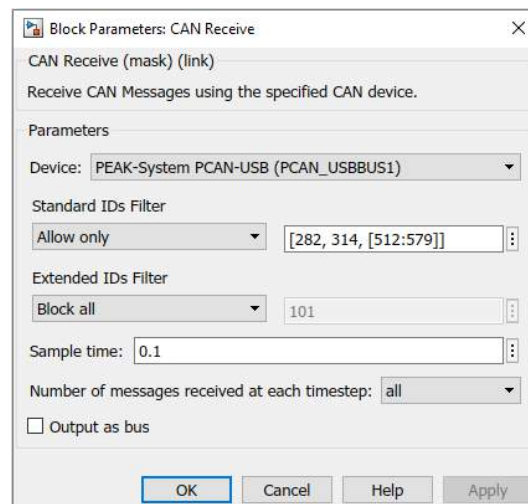 Block Parameters: CAN Receive
CAN Receive (mask) (link)
Receive CAN Messages using the specified CAN device.
Parameters
Device: PEAK-System PCAN-USB (PCAN_USBBUS1)
Standard IDs Filter
Allow only [282, 314, [512:579]]
Extended IDs Filter
Block all 101
Sample time: 0.1
Number of messages received at each timestep: all
Output as bus
OK Cancel Help Apply